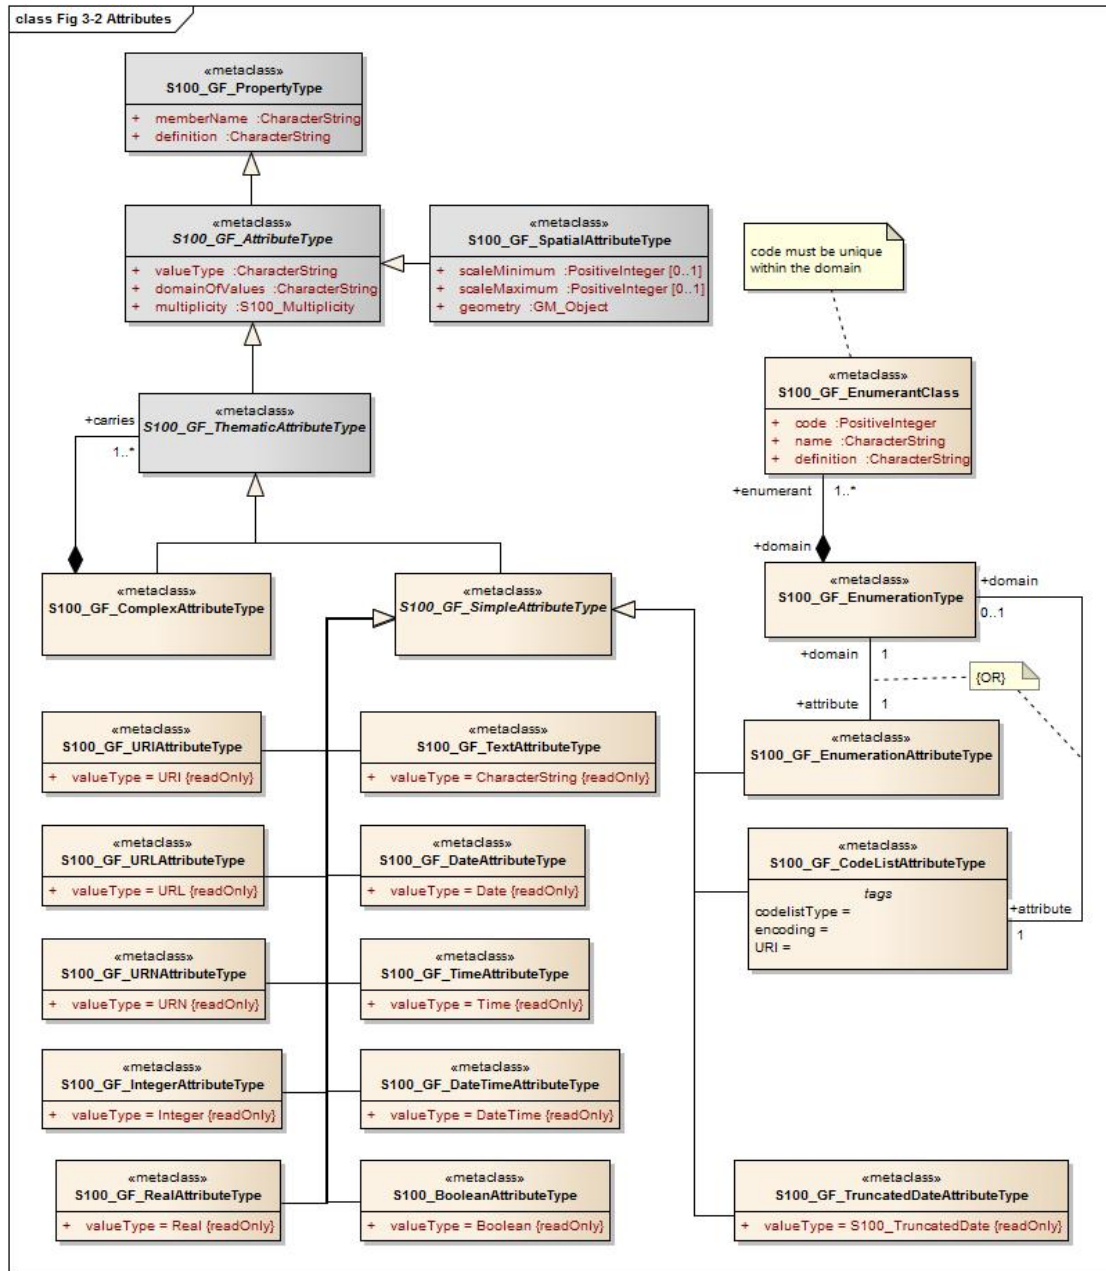 class Fig 3-2 Attributes
«metaclass»
S100_GF_PropertyType
+ memberName :CharacterString
+ definition :CharacterString
«metaclass»
S100_GF_AttributeType
+ valueType :CharacterString
+ domainOfValues :CharacterString
+ multiplicity :S100_Multiplicity
«metaclass»
S100_GF_SpatialAttributeType
+ scaleMinimum :PositiveInteger [0..1]
+ scaleMaximum :PositiveInteger [0..1]
+ geometry :GM_Object
code must be unique
within the domain
«metaclass»
S100_GF_EnumerantClass
+ code :PositiveInteger
+ name :CharacterString
+ definition :CharacterString
+carries
1..*
«metaclass»
S100_GF_ThematicAttributeType
+enumerant
1..*
+domain
«metaclass»
S100_GF_ComplexAttributeType
«metaclass»
S100_GF_SimpleAttributeType
«metaclass»
S100_GF_EnumerationType
+domain
0..1
+domain
1
{OR}
+attribute
1
«metaclass»
S100_GF_URIAttributeType
+ valueType = URI {readOnly}
«metaclass»
S100_GF_TextAttributeType
+ valueType = CharacterString {readOnly}
«metaclass»
S100_GF_EnumerationAttributeType
«metaclass»
S100_GF_URLAttributeType
+ valueType = URL {readOnly}
«metaclass»
S100_GF_DateAttributeType
+ valueType = Date {readOnly}
«metaclass»
S100_GF_CodeListAttributeType
tags
codelistType =
encoding =
URI =
+attribute
1
«metaclass»
S100_GF_URNAttributeType
+ valueType = URN {readOnly}
«metaclass»
S100_GF_TimeAttributeType
+ valueType = Time {readOnly}
«metaclass»
S100_GF_IntegerAttributeType
+ valueType = Integer {readOnly}
«metaclass»
S100_GF_DateTimeAttributeType
+ valueType = DateTime {readOnly}
«metaclass»
S100_GF_RealAttributeType
+ valueType = Real {readOnly}
«metaclass»
S100_BooleanAttributeType
+ valueType = Boolean {readOnly}
«metaclass»
S100_GF_TruncatedDateAttributeType
+ valueType = S100_TruncatedDate {readOnly}